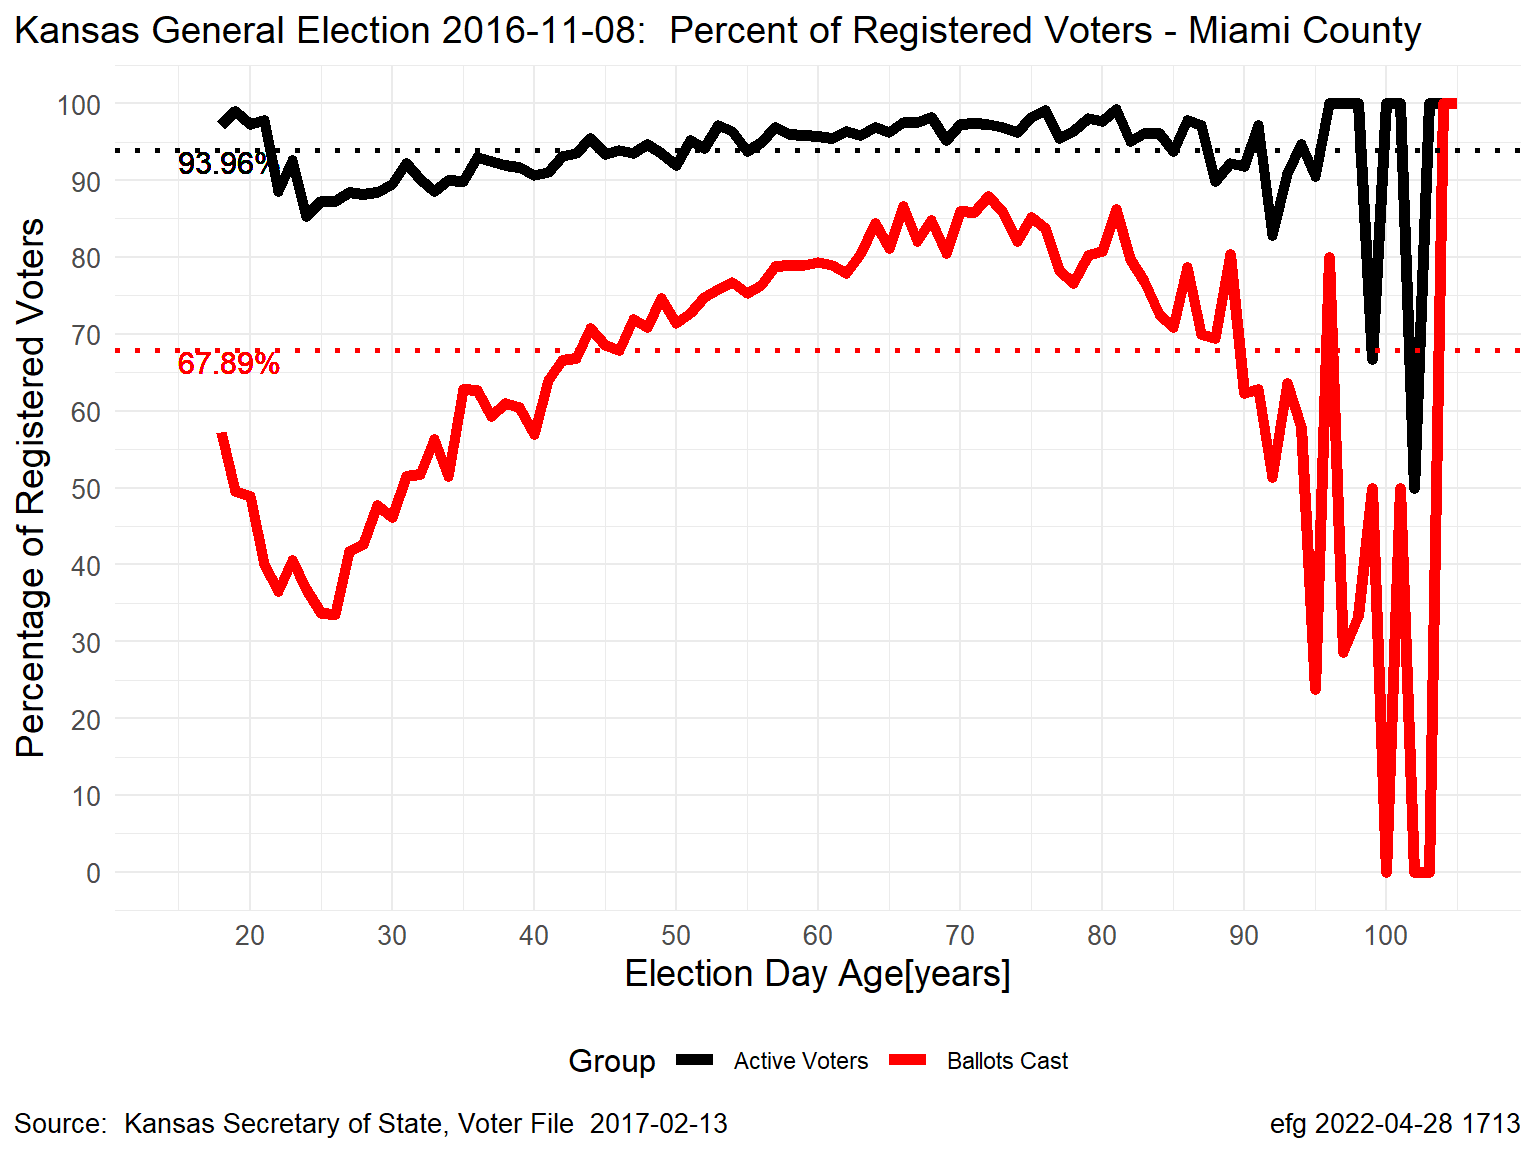 Kansas General Election 2016-11-08:  Percent of Registered Voters - Miami County
Percentage of Registered Voters
100
90
80
70
60
50
40
30
20
10
0
93.96%
67.89%
20 30 40 50 60 70 80 90 100
Election Day Age[years]
Group Active Voters Ballots Cast
Source:  Kansas Secretary of State, Voter File  2017-02-13
efg 2022-04-28 1713